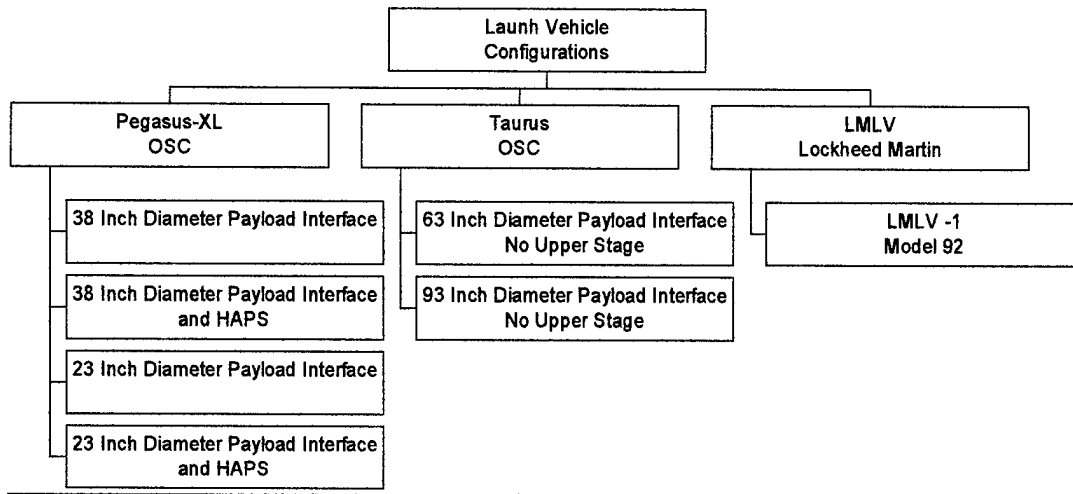 Launh Vehicle
Configurations
Pegasus-XL
OSC
Taurus
OSC
LMLV
Lockheed Martin
38 Inch Diameter Payload Interface
38 Inch Diameter Payload Interface
and HAPS
23 Inch Diameter Payload Interface
23 Inch Diameter Payload Interface
and HAPS
63 Inch Diameter Payload Interface
No Upper Stage
93 Inch Diameter Payload Interface
No Upper Stage
LMLV -1
Model 92